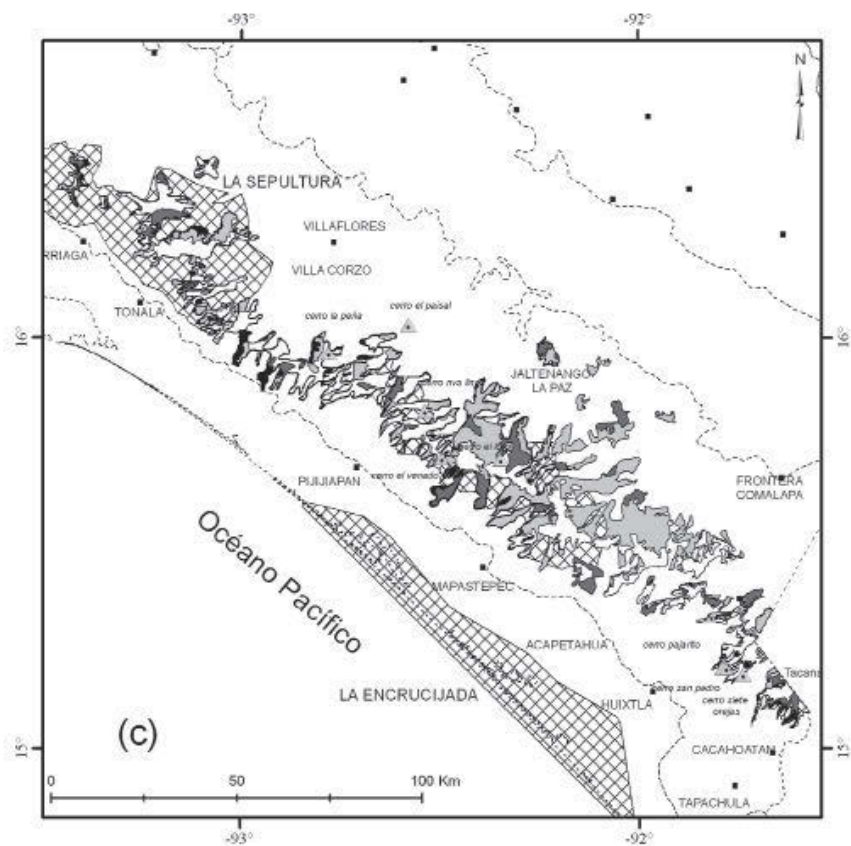 -93° -92°
N
LA SEPULTURA
VILLAFLORES
RRIAGA
VILLA CORZO
TONALA
cerro la peña
cerro el paisal
16° 16°
JALTENANGO
LA PAZ
PIJIJIAPAN
cerro el venado
FRONTERA
COMALAPA
Océano Pacífico
MAPASTEPEC
ACAPETAHUA
cerro pajarito
LA ENCRUCIJADA
HUIXTLA
cerro san pedro
Tacana
cerro siete
orejas
(c)
15° 15°
CACAHOATAN
0 50 100 Km
TAPACHULA
-93° -92°